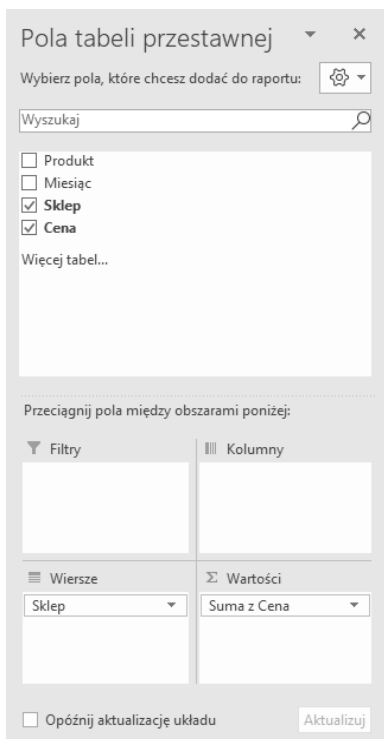 Pola tabeli przestawnej
Wybierz pola, które chcesz dodać do raportu:
Wyszukaj
Produkt
Miesiąc
Sklep
Cena
Więcej tabel...
Przeciągnij pola między obszarami poniżej:
Filtry
Kolumny
Wiersze
Σ Wartości
Sklep
Suma z Cena
Opóźnij aktualizację układu
Aktualizuj